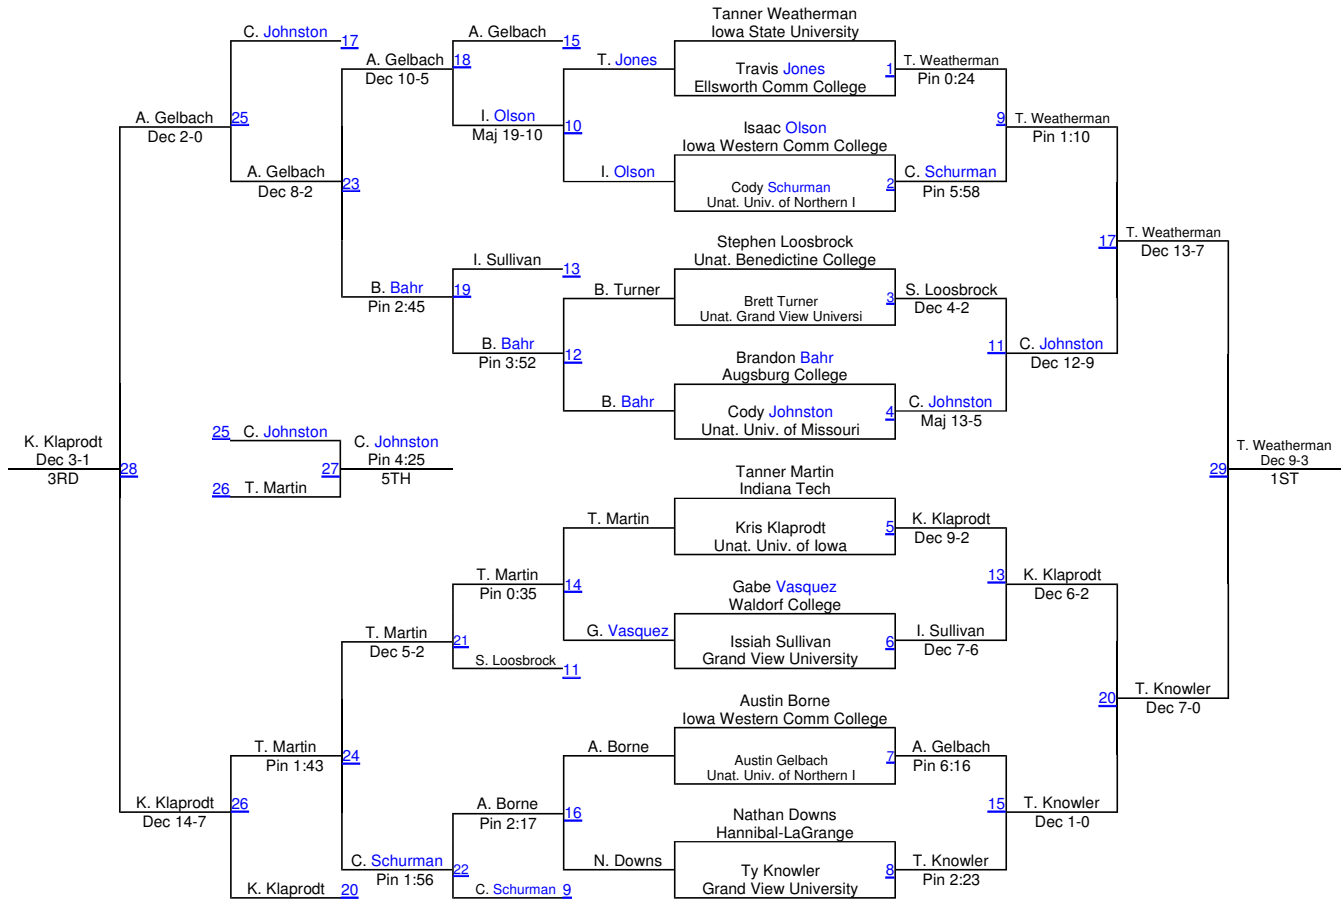 Tanner Weatherman
Iowa State University
C. Johnston
17
A. Gelbach
15
A. Gelbach
18
Dec 10-5
T. Jones
Travis Jones
1
Ellsworth Comm College
T. Weatherman
Pin 0:24
A. Gelbach
25
Dec 2-0
I. Olson
10
Maj 19-10
Isaac Olson
Iowa Western Comm College
9
T. Weatherman
Pin 1:10
A. Gelbach
23
Dec 8-2
I. Olson
Cody Schurman
2
Unat. Univ. of Northern I
C. Schurman
Pin 5:58
Stephen Loosbrock
Unat. Benedictine College
17
T. Weatherman
Dec 13-7
I. Sullivan
13
B. Bahr
19
Pin 2:45
B. Turner
Brett Turner
3
Unat. Grand View Universi
S. Loosbrock
Dec 4-2
B. Bahr
12
Pin 3:52
Brandon Bahr
Augsburg College
11
C. Johnston
Dec 12-9
B. Bahr
Cody Johnston
4
Unat. Univ. of Missouri
C. Johnston
Maj 13-5
K. Klaprodt
Dec 3-1
3RD
28
25
C. Johnston
26
T. Martin
27
C. Johnston
Pin 4:25
5TH
29
T. Weatherman
Dec 9-3
1ST
Tanner Martin
Indiana Tech
T. Martin
Kris Klaprodt
5
Unat. Univ. of Iowa
K. Klaprodt
Dec 9-2
T. Martin
14
Pin 0:35
Gabe Vasquez
Waldorf College
13
K. Klaprodt
Dec 6-2
T. Martin
21
Dec 5-2
G. Vasquez
Issiah Sullivan
6
Grand View University
I. Sullivan
Dec 7-6
S. Loosbrock
11
Austin Borne
Iowa Western Comm College
20
T. Knowler
Dec 7-0
T. Martin
24
Pin 1:43
A. Borne
Austin Gelbach
7
Unat. Univ. of Northern I
A. Gelbach
Pin 6:16
K. Klaprodt
26
Dec 14-7
A. Borne
16
Pin 2:17
Nathan Downs
Hannibal-LaGrange
15
T. Knowler
Dec 1-0
C. Schurman
22
Pin 1:56
N. Downs
Ty Knowler
8
Grand View University
T. Knowler
Pin 2:23
K. Klaprodt
20
C. Schurman
9